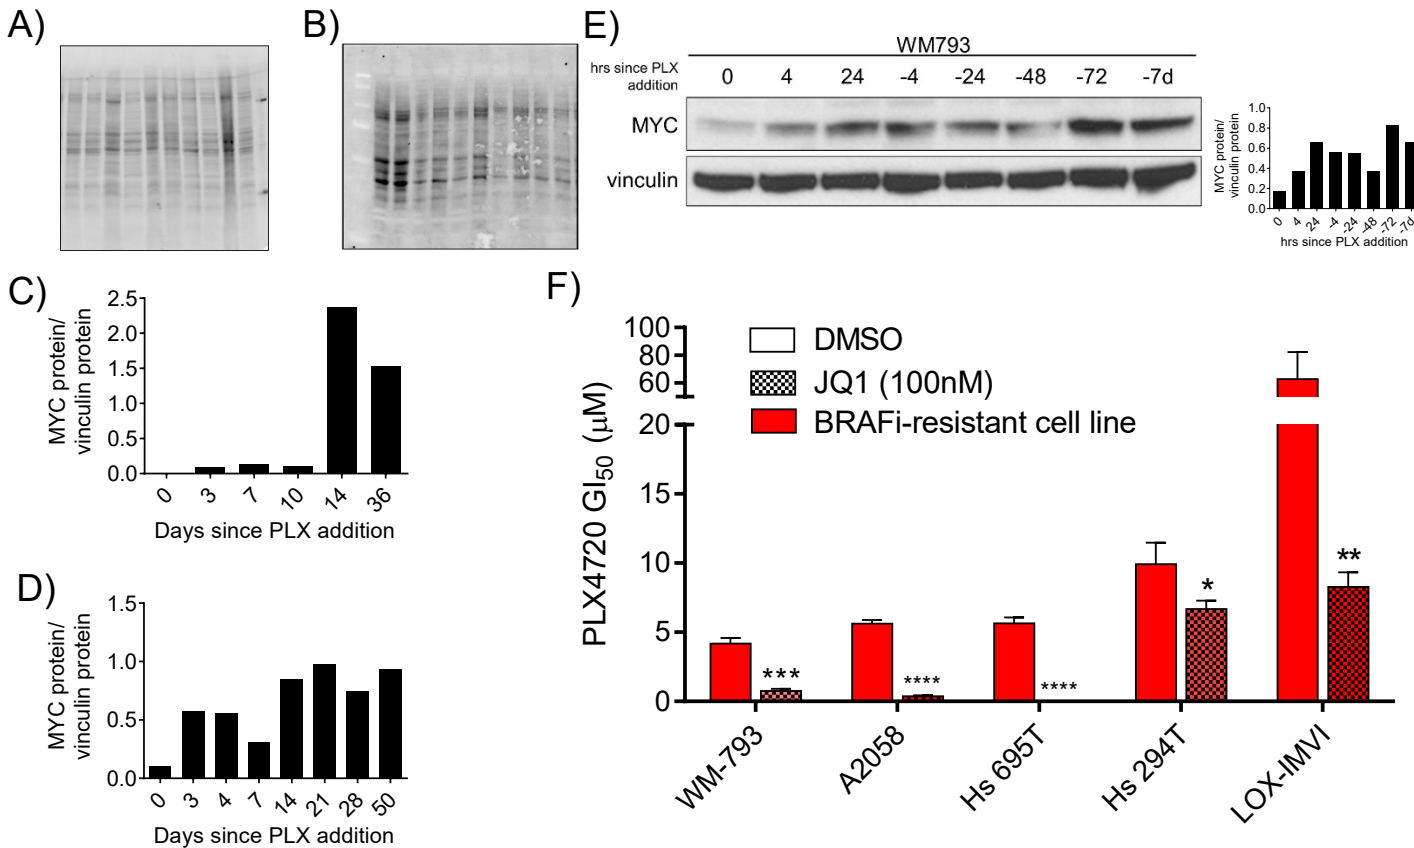 A)
B)
E)
WM793
hrs since PLX
addition
0 4 24 -4 -24 -48 -72 -7d
MYC
vinculin
MYC protein/
vinculin protein
1.0
0.8
0.6
0.4
0.2
0.0
0 4 24 -4 -24 -48 -72 -7d
hrs since PLX addition
C)
MYC protein/
vinculin protein
2.5
2.0
1.5
1.0
0.5
0.0
0 3 7 10 14 36
Days since PLX addition
D)
MYC protein/
vinculin protein
1.5
1.0
0.5
0.0
0 3 4 7 14 21 28 50
Days since PLX addition
F)
PLX4720 GI50 (μM)
100
80
60
20
15
10
5
0
DMSO
JQ1 (100nM)
BRAFi-resistant cell line
***
****
****
*
**
WM-793
A2058
Hs 695T
Hs 294T
LOX-IMVI